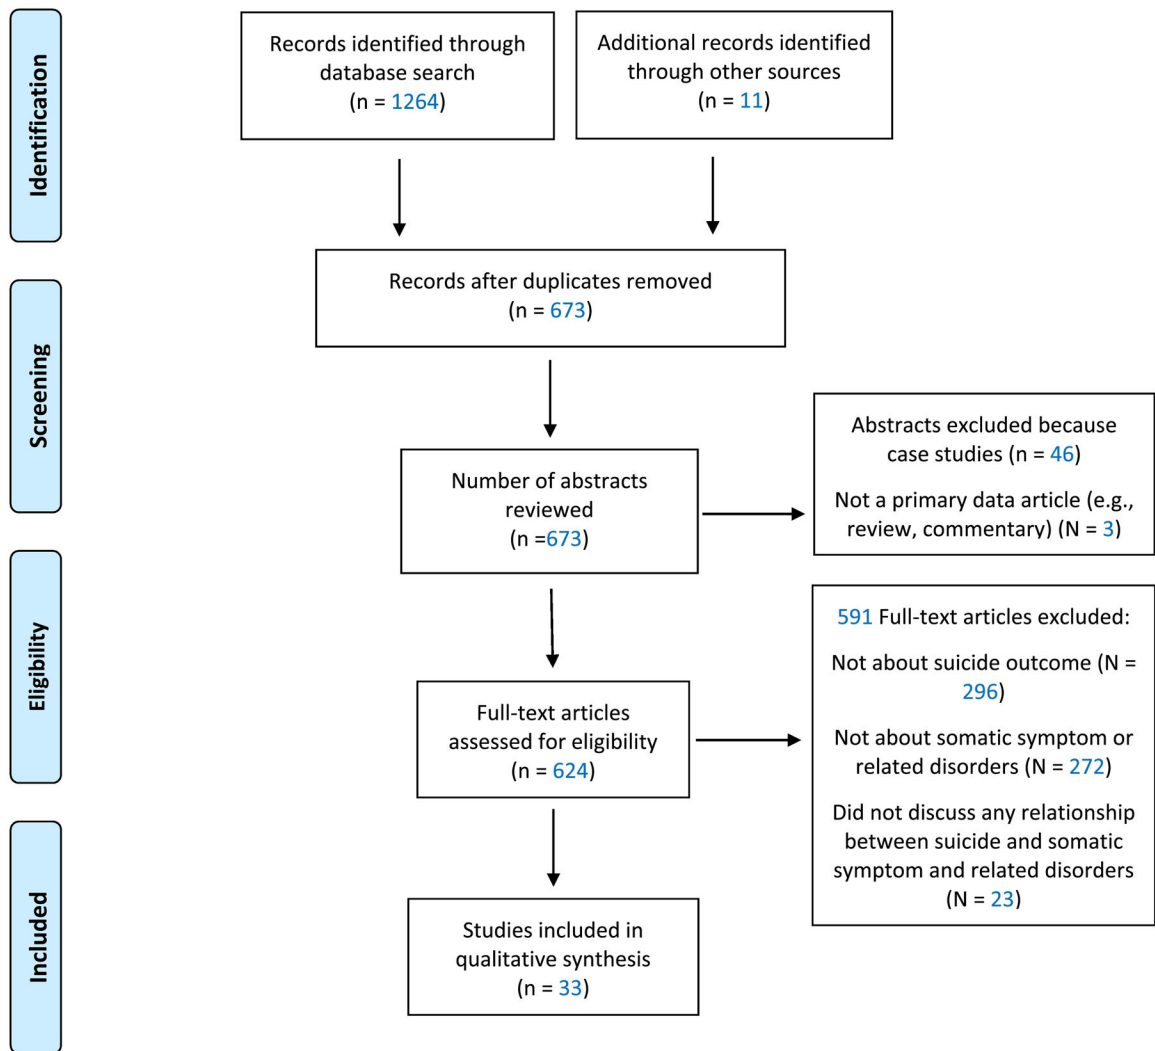 Identification
Records identified through
database search
(n = 1264)
Additional records identified
through other sources
(n = 11)
Records after duplicates removed
(n = 673)
Screening
Number of abstracts
reviewed
(n =673)
Abstracts excluded because
case studies (n = 46)
Not a primary data article (e.g.,
review, commentary) (N = 3)
Eligibility
Full-text articles
assessed for eligibility
(n = 624)
591 Full-text articles excluded:
Not about suicide outcome (N =
296)
Not about somatic symptom or
related disorders (N = 272)
Did not discuss any relationship
between suicide and somatic
symptom and related disorders
(N = 23)
Included
Studies included in
qualitative synthesis
(n = 33)